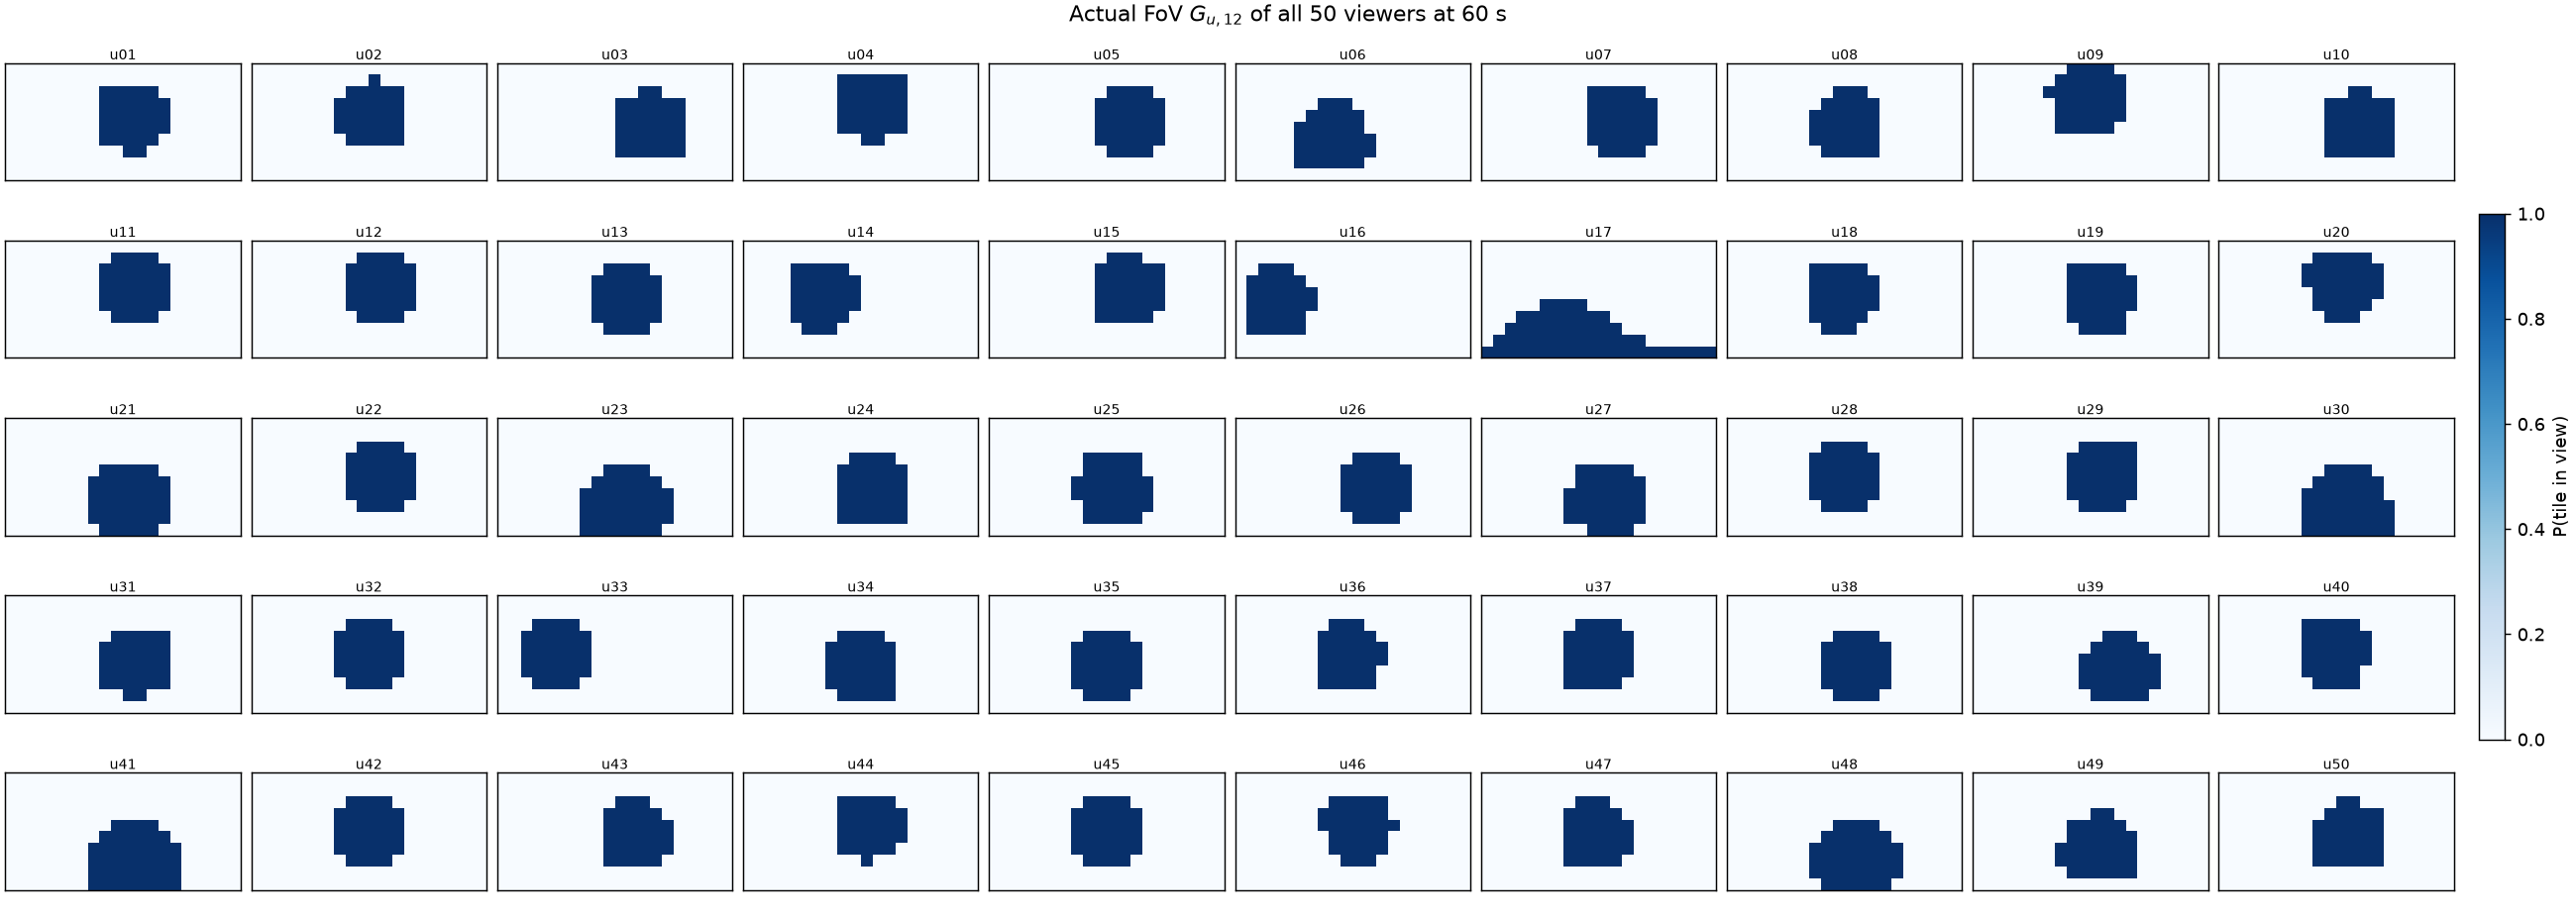 Actual FoV G_{u,12} of all 50 viewers at 60 s
u01 u02 u03 u04 u05 u06 u07 u08 u09 u10
u11 u12 u13 u14 u15 u16 u17 u18 u19 u20
u21 u22 u23 u24 u25 u26 u27 u28 u29 u30
u31 u32 u33 u34 u35 u36 u37 u38 u39 u40
u41 u42 u43 u44 u45 u46 u47 u48 u49 u50
1.0
0.8
0.6
0.4
0.2
0.0
P(tile in view)